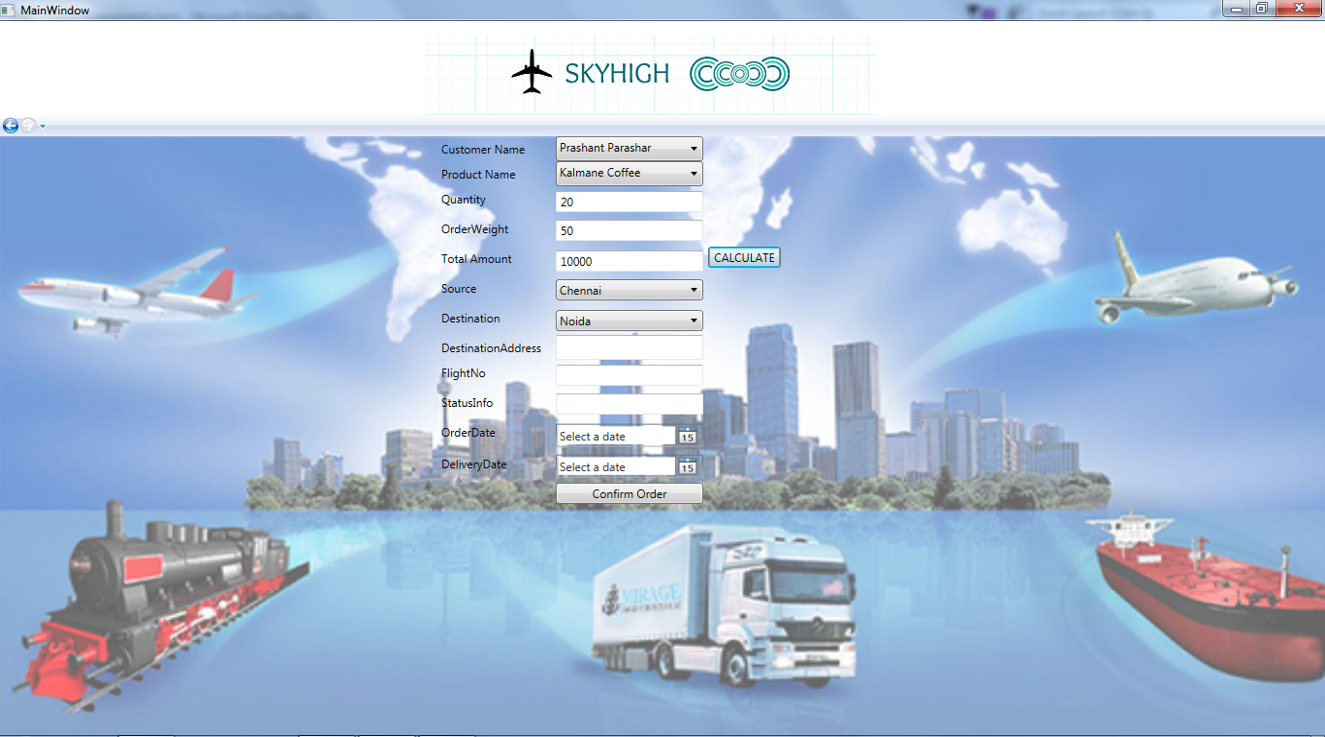 MainWindow
SKYHIGH
Customer Name Prashant Parashar
Product Name Kalmane Coffee
Quantity 20
OrderWeight 50
Total Amount 10000 CALCULATE
Source Chennai
Destination Noida
DestinationAddress
FlightNo
StatusInfo
OrderDate Select a date 15
DeliveryDate Select a date 15
Confirm Order
MIRAGE